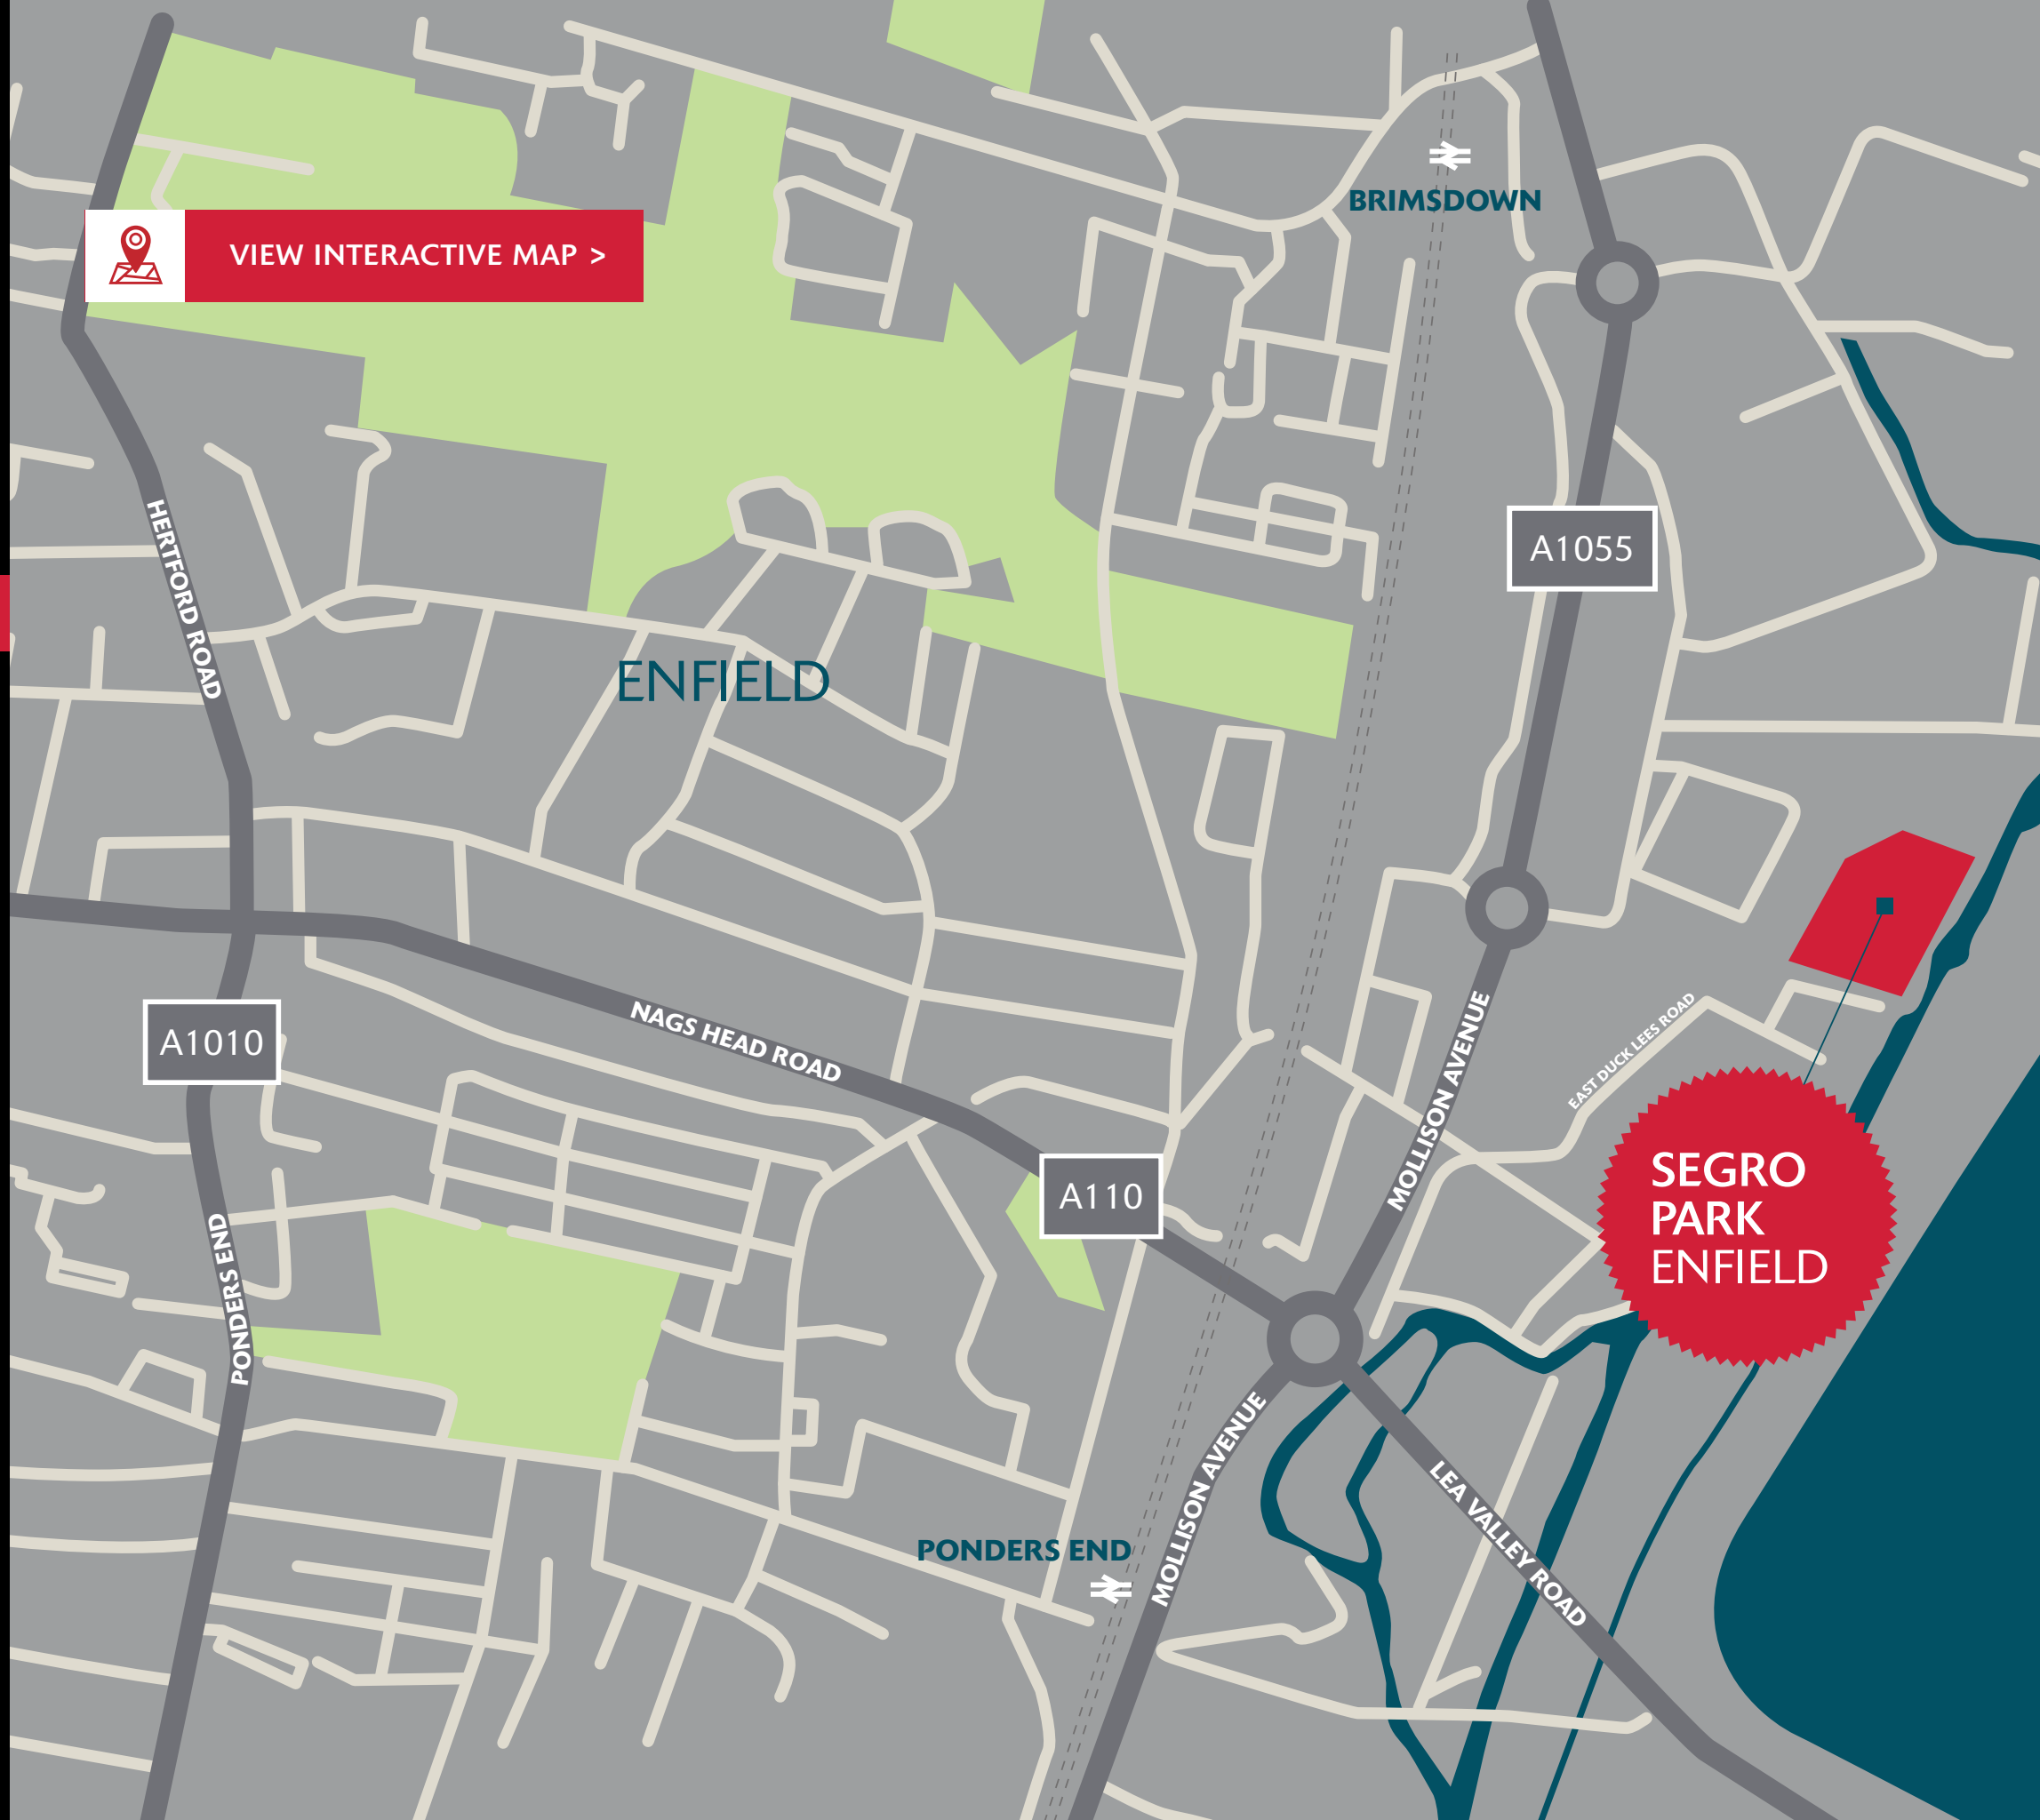 BRIMSDOWN
VIEW INTERACTIVE MAP >
A1055
HERTFORD ROAD
ENFIELD
A1010
NAGS HEAD ROAD
MOLLISON AVENUE
EAST DUCK LEES ROAD
A110
SEGRO
PARK
ENFIELD
PONDERS END
MOLLISON AVENUE
LEA VALLEY ROAD
PONDERS END